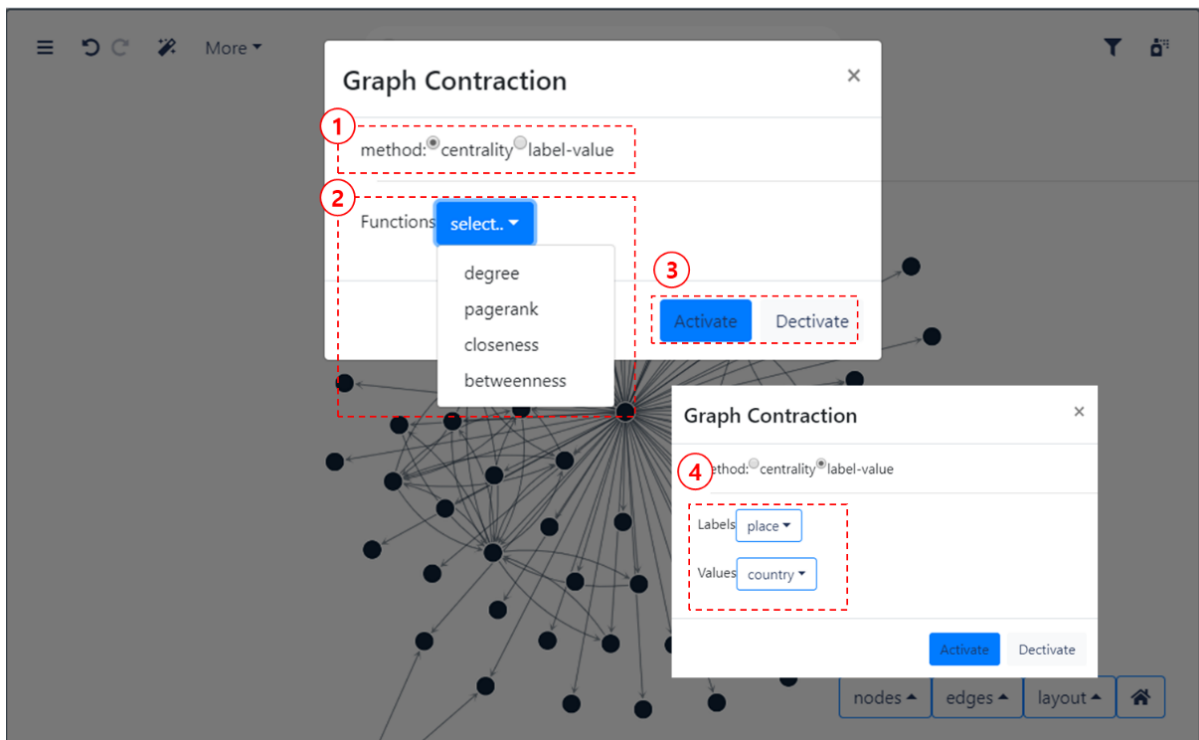 More
Graph Contraction ×
1
method: centrality label-value
2
Functions select..
degree
pagerank
closeness
betweenness
3
Activate Dectivate
Graph Contraction ×
4
ethod: centrality label-value
Labels place
Values country
Activate Dectivate
nodes edges layout